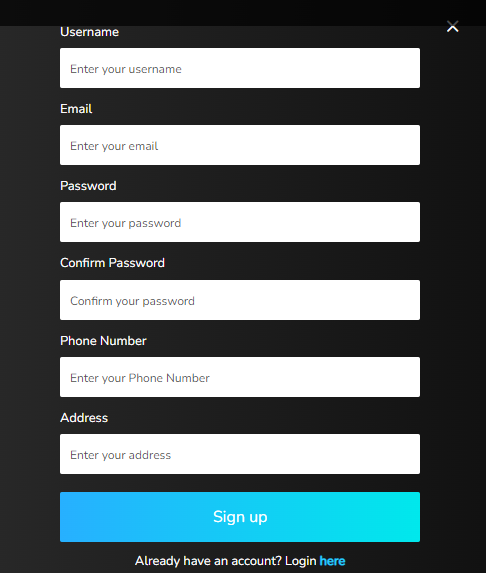 Username
Enter your username
Email
Enter your email
Password
Enter your password
Confirm Password
Confirm your password
Phone Number
Enter your Phone Number
Address
Enter your address
Sign up
Already have an account? Login here